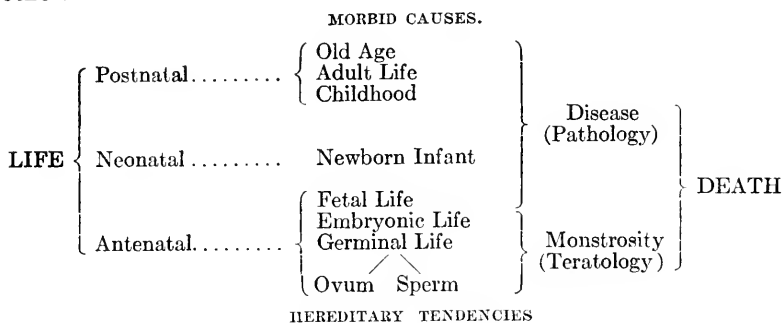 MORBID CAUSES.
Old Age
Postnatal ......... Adult Life
Childhood
Disease
(Pathology)
LIFE Neonatal ......... Newborn Infant
DEATH
Fetal Life
Embryonic Life
Antenatal ......... Germinal Life
Monstrosity
(Teratology)
Ovum Sperm
HEREDITARY TENDENCIES